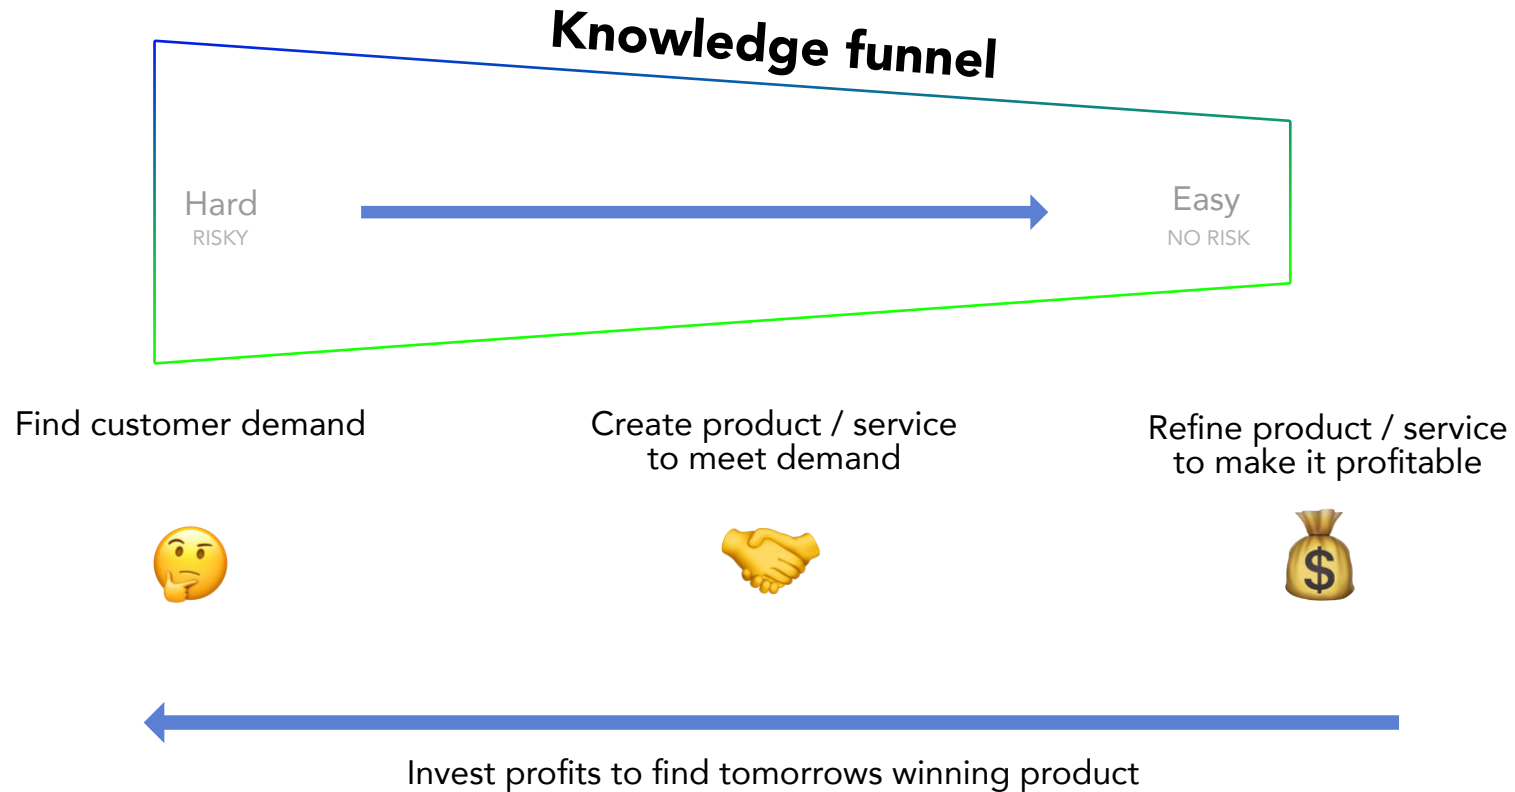 Knowledge funnel
Hard
RISKY
Easy
NO RISK
Find customer demand
Create product / service
to meet demand
Refine product / service
to make it profitable
$
Invest profits to find tomorrows winning product